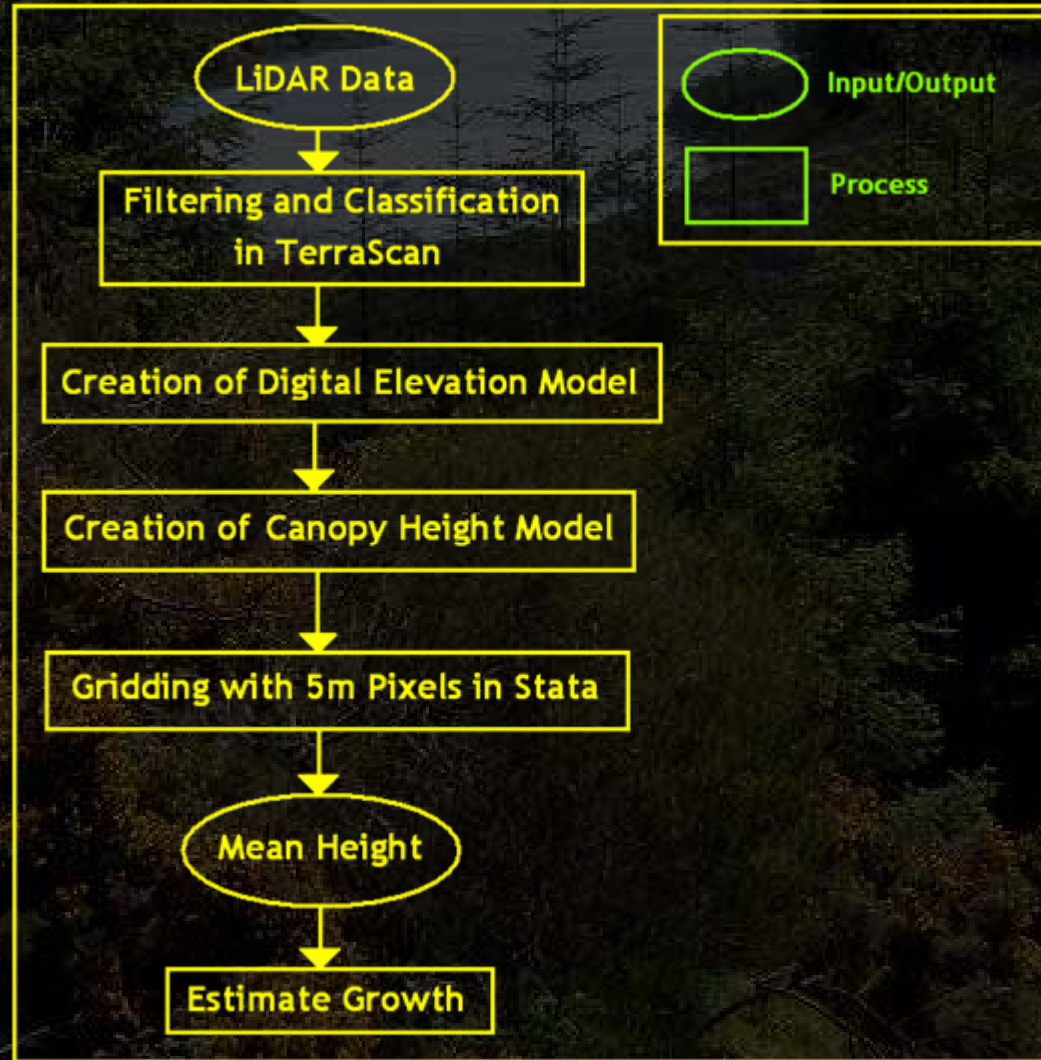 LiDAR Data
Input/Output
Process
Filtering and Classification
in TerraScan
Creation of Digital Elevation Model
Creation of Canopy Height Model
Gridding with 5m Pixels in Stata
Mean Height
Estimate Growth